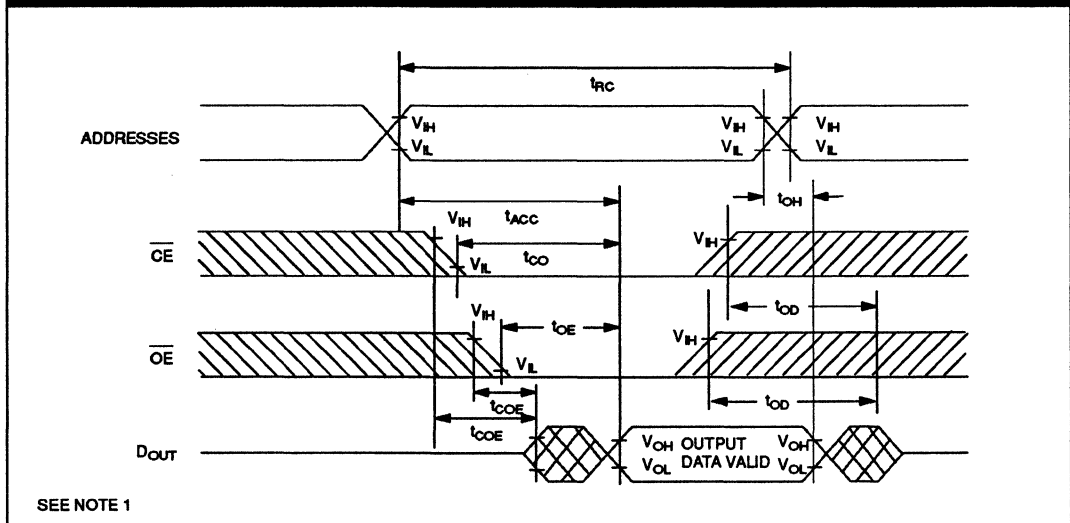 tRC
ADDRESSES
VIH
VIL
VIH
VIL
VIH
VIL
tOH
tACC
CE
VIH
VIL
tCO
VIH
tOD
OE
VIH
VIL
tOE
VIH
tOD
tCOE
tCOE
DOUT
VOH OUTPUT VOH
VOL DATA VALID VOL
SEE NOTE 1